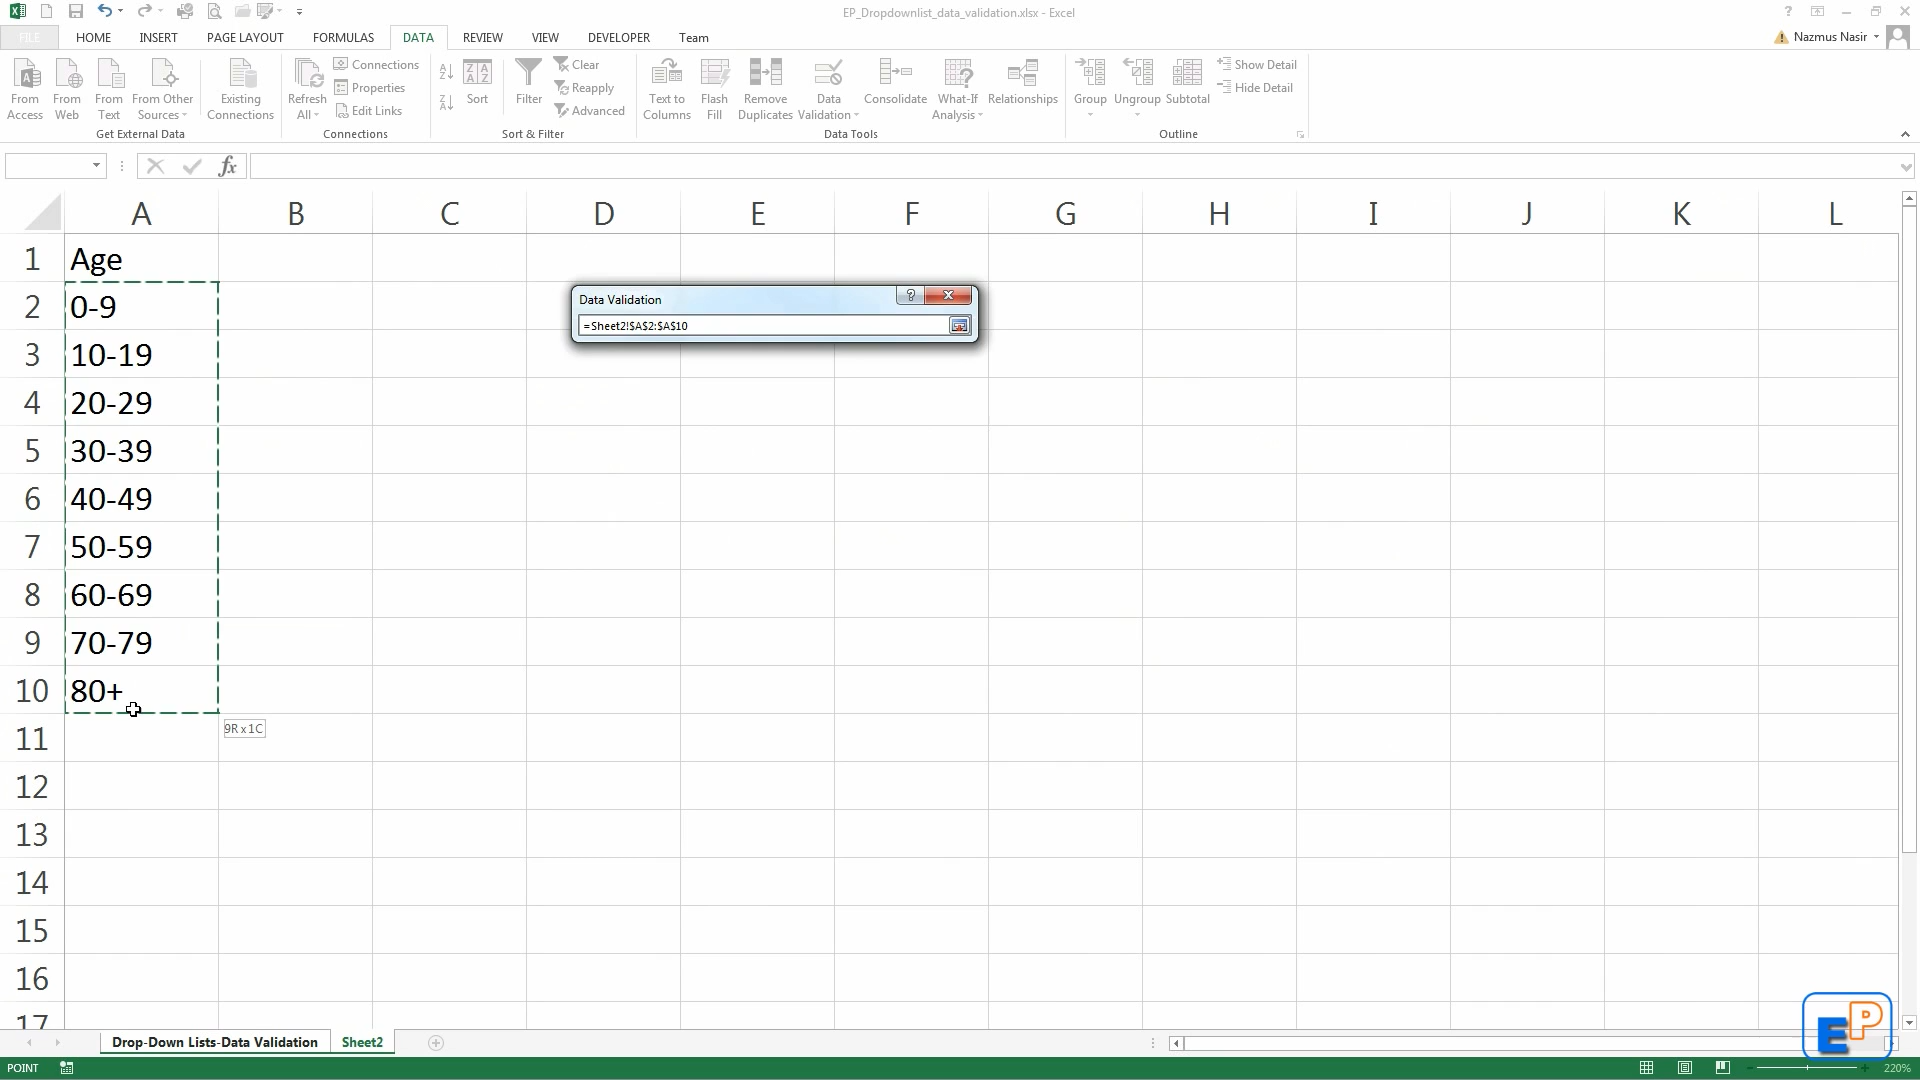 EP_Dropdownlist_data_validation.xlsx - Excel
?
FILE HOME INSERT PAGE LAYOUT FORMULAS DATA REVIEW VIEW DEVELOPER Team
Nazmus Nasir
From Access
From Web
From Text
From Other Sources
Existing Connections
Get External Data
Refresh All
Connections
Properties
Edit Links
Connections
A Z
Z A
Z A A Z
Sort
Filter
Clear
Reapply
Advanced
Sort & Filter
Text to Columns
Flash Fill
Remove Duplicates
Data Validation
Consolidate
What-If Analysis
Relationships
Data Tools
Group
Ungroup
Subtotal
Show Detail
Hide Detail
Outline
fx
A B C D E F G H I J K L
1 Age
2 0-9
3 10-19
4 20-29
5 30-39
6 40-49
7 50-59
8 60-69
9 70-79
10 80+
11
12
13
14
15
16
17
9R x 1C
Data Validation
?
=Sheet2!$A$2:$A$10
Drop-Down Lists-Data Validation Sheet2
EP
POINT
220%